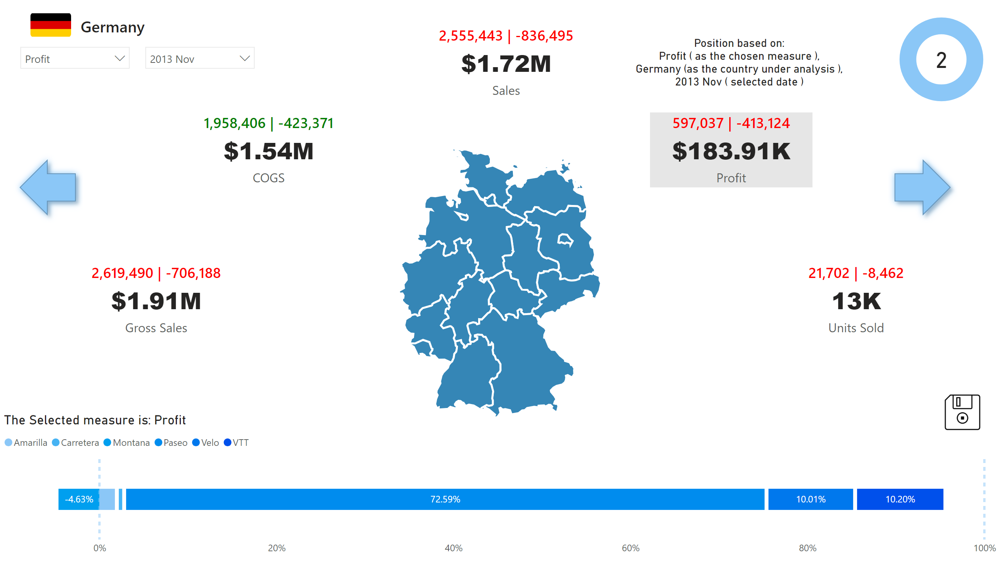 Germany
Profit
2013 Nov
2,555,443 | -836,495
$1.72M
Sales
Position based on:
Profit ( as the chosen measure ),
Germany (as the country under analysis ),
2013 Nov ( selected date )
2
1,958,406 | -423,371
$1.54M
COGS
597,037 | -413,124
$183.91K
Profit
2,619,490 | -706,188
$1.91M
Gross Sales
21,702 | -8,462
13K
Units Sold
The Selected measure is: Profit
Amarilla Carretera Montana Paseo Velo VTT
-4.63% 72.59% 10.01% 10.20%
0% 20% 40% 60% 80% 100%